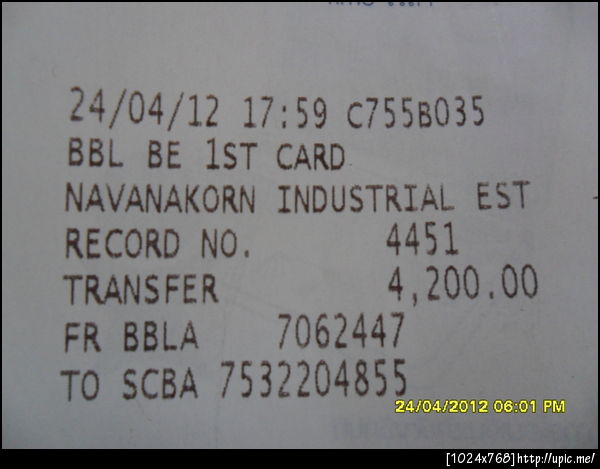 24/04/12 17:59 C755B035
BBL BE 1ST CARD
NAVANAKORN INDUSTRIAL EST
RECORD NO. 4451
TRANSFER 4,200.00
FR BBLA 7062447
TO SCBA 7532204855
24/04/2012 06:01 PM
[1024x768]http://upic.me/